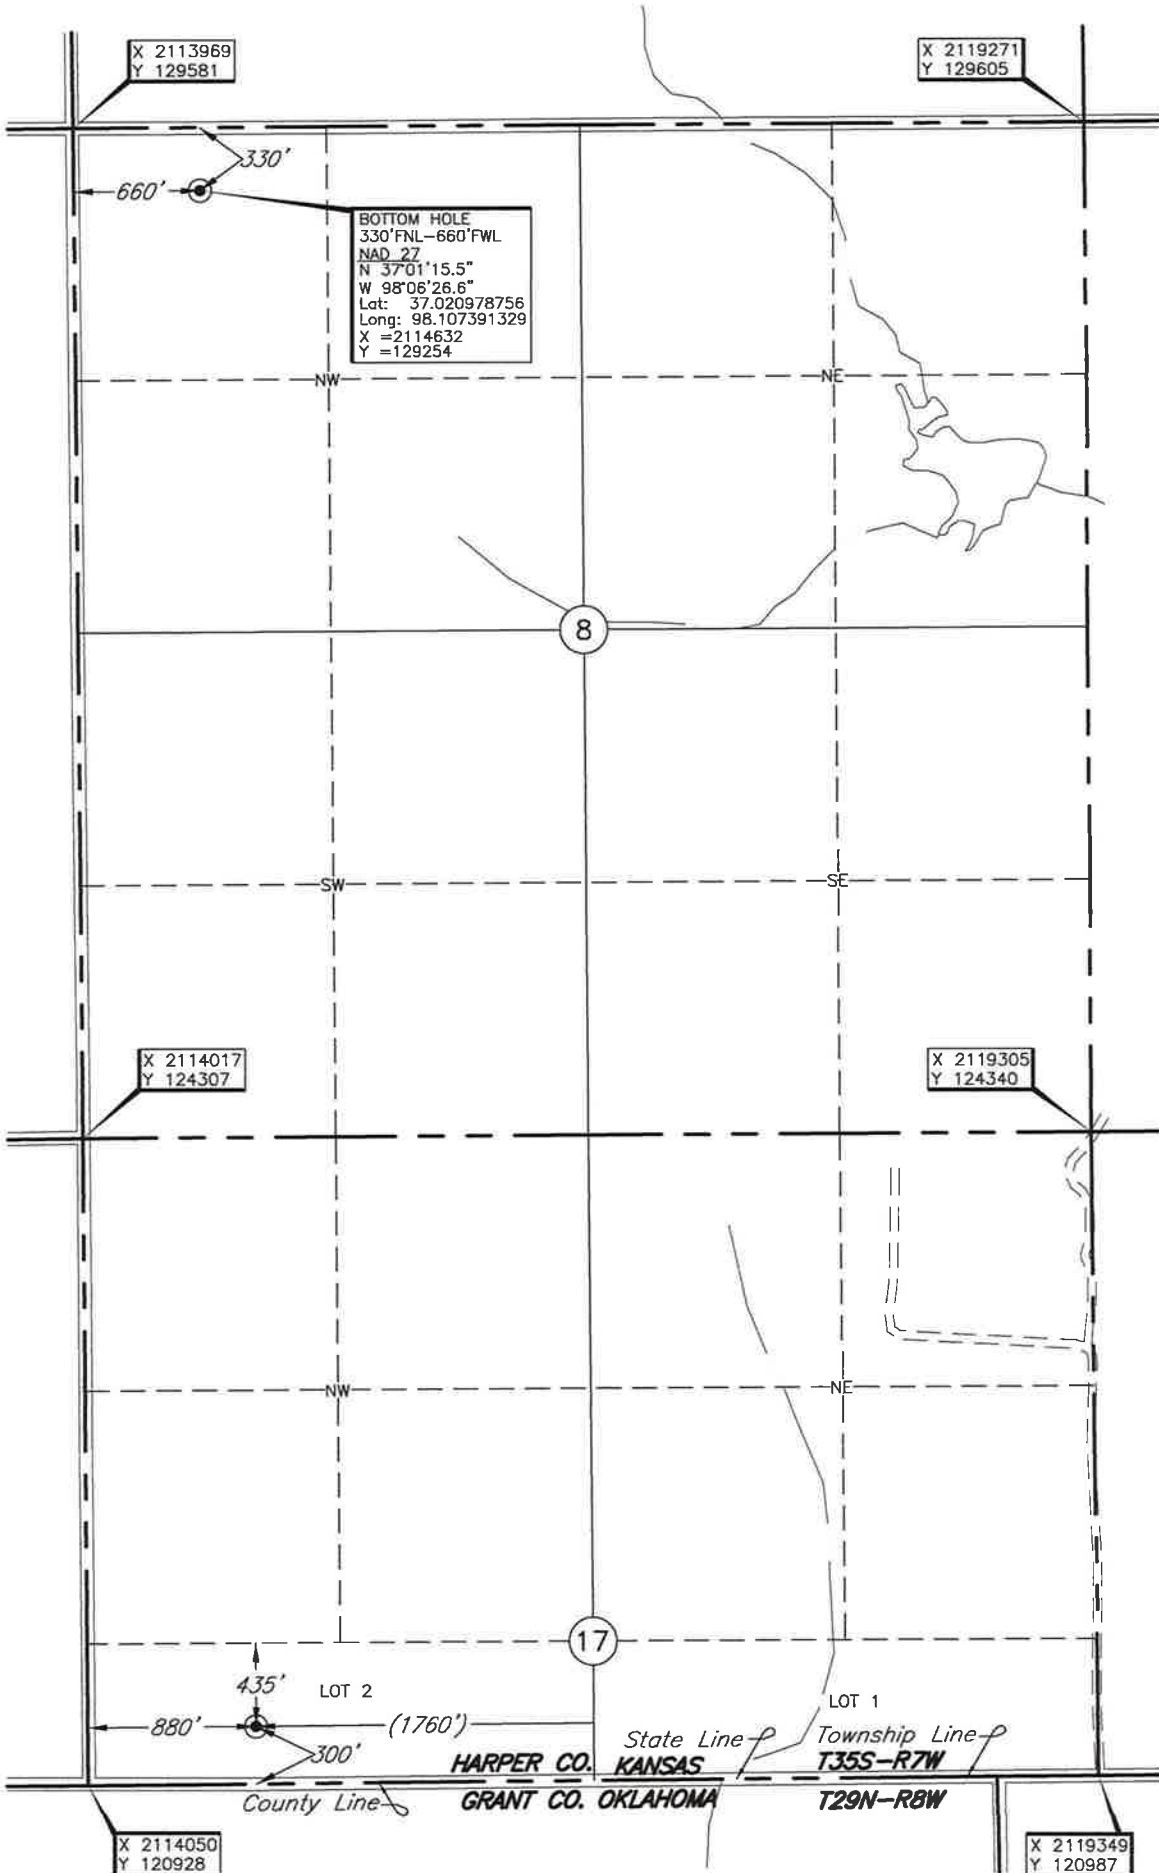 X 2113969
Y 129581
X 2119271
Y 129605
330'
660'
BOTTOM HOLE
330'FNL-660'FWL
NAD 27
N 37°01'15.5"
W 98°06'26.6"
Lat: 37.020978756
Long: 98.107391329
X =2114632
Y =129254
NW
NE
8
SW
SE
X 2114017
Y 124307
X 2119305
Y 124340
NW
NE
17
435'
LOT 2
LOT 1
880'
(1760')
300'
State Line
Township Line
HARPER CO. KANSAS
T35S-R7W
County Line
GRANT CO. OKLAHOMA
T29N-R8W
X 2114050
Y 120928
X 2119349
Y 120987